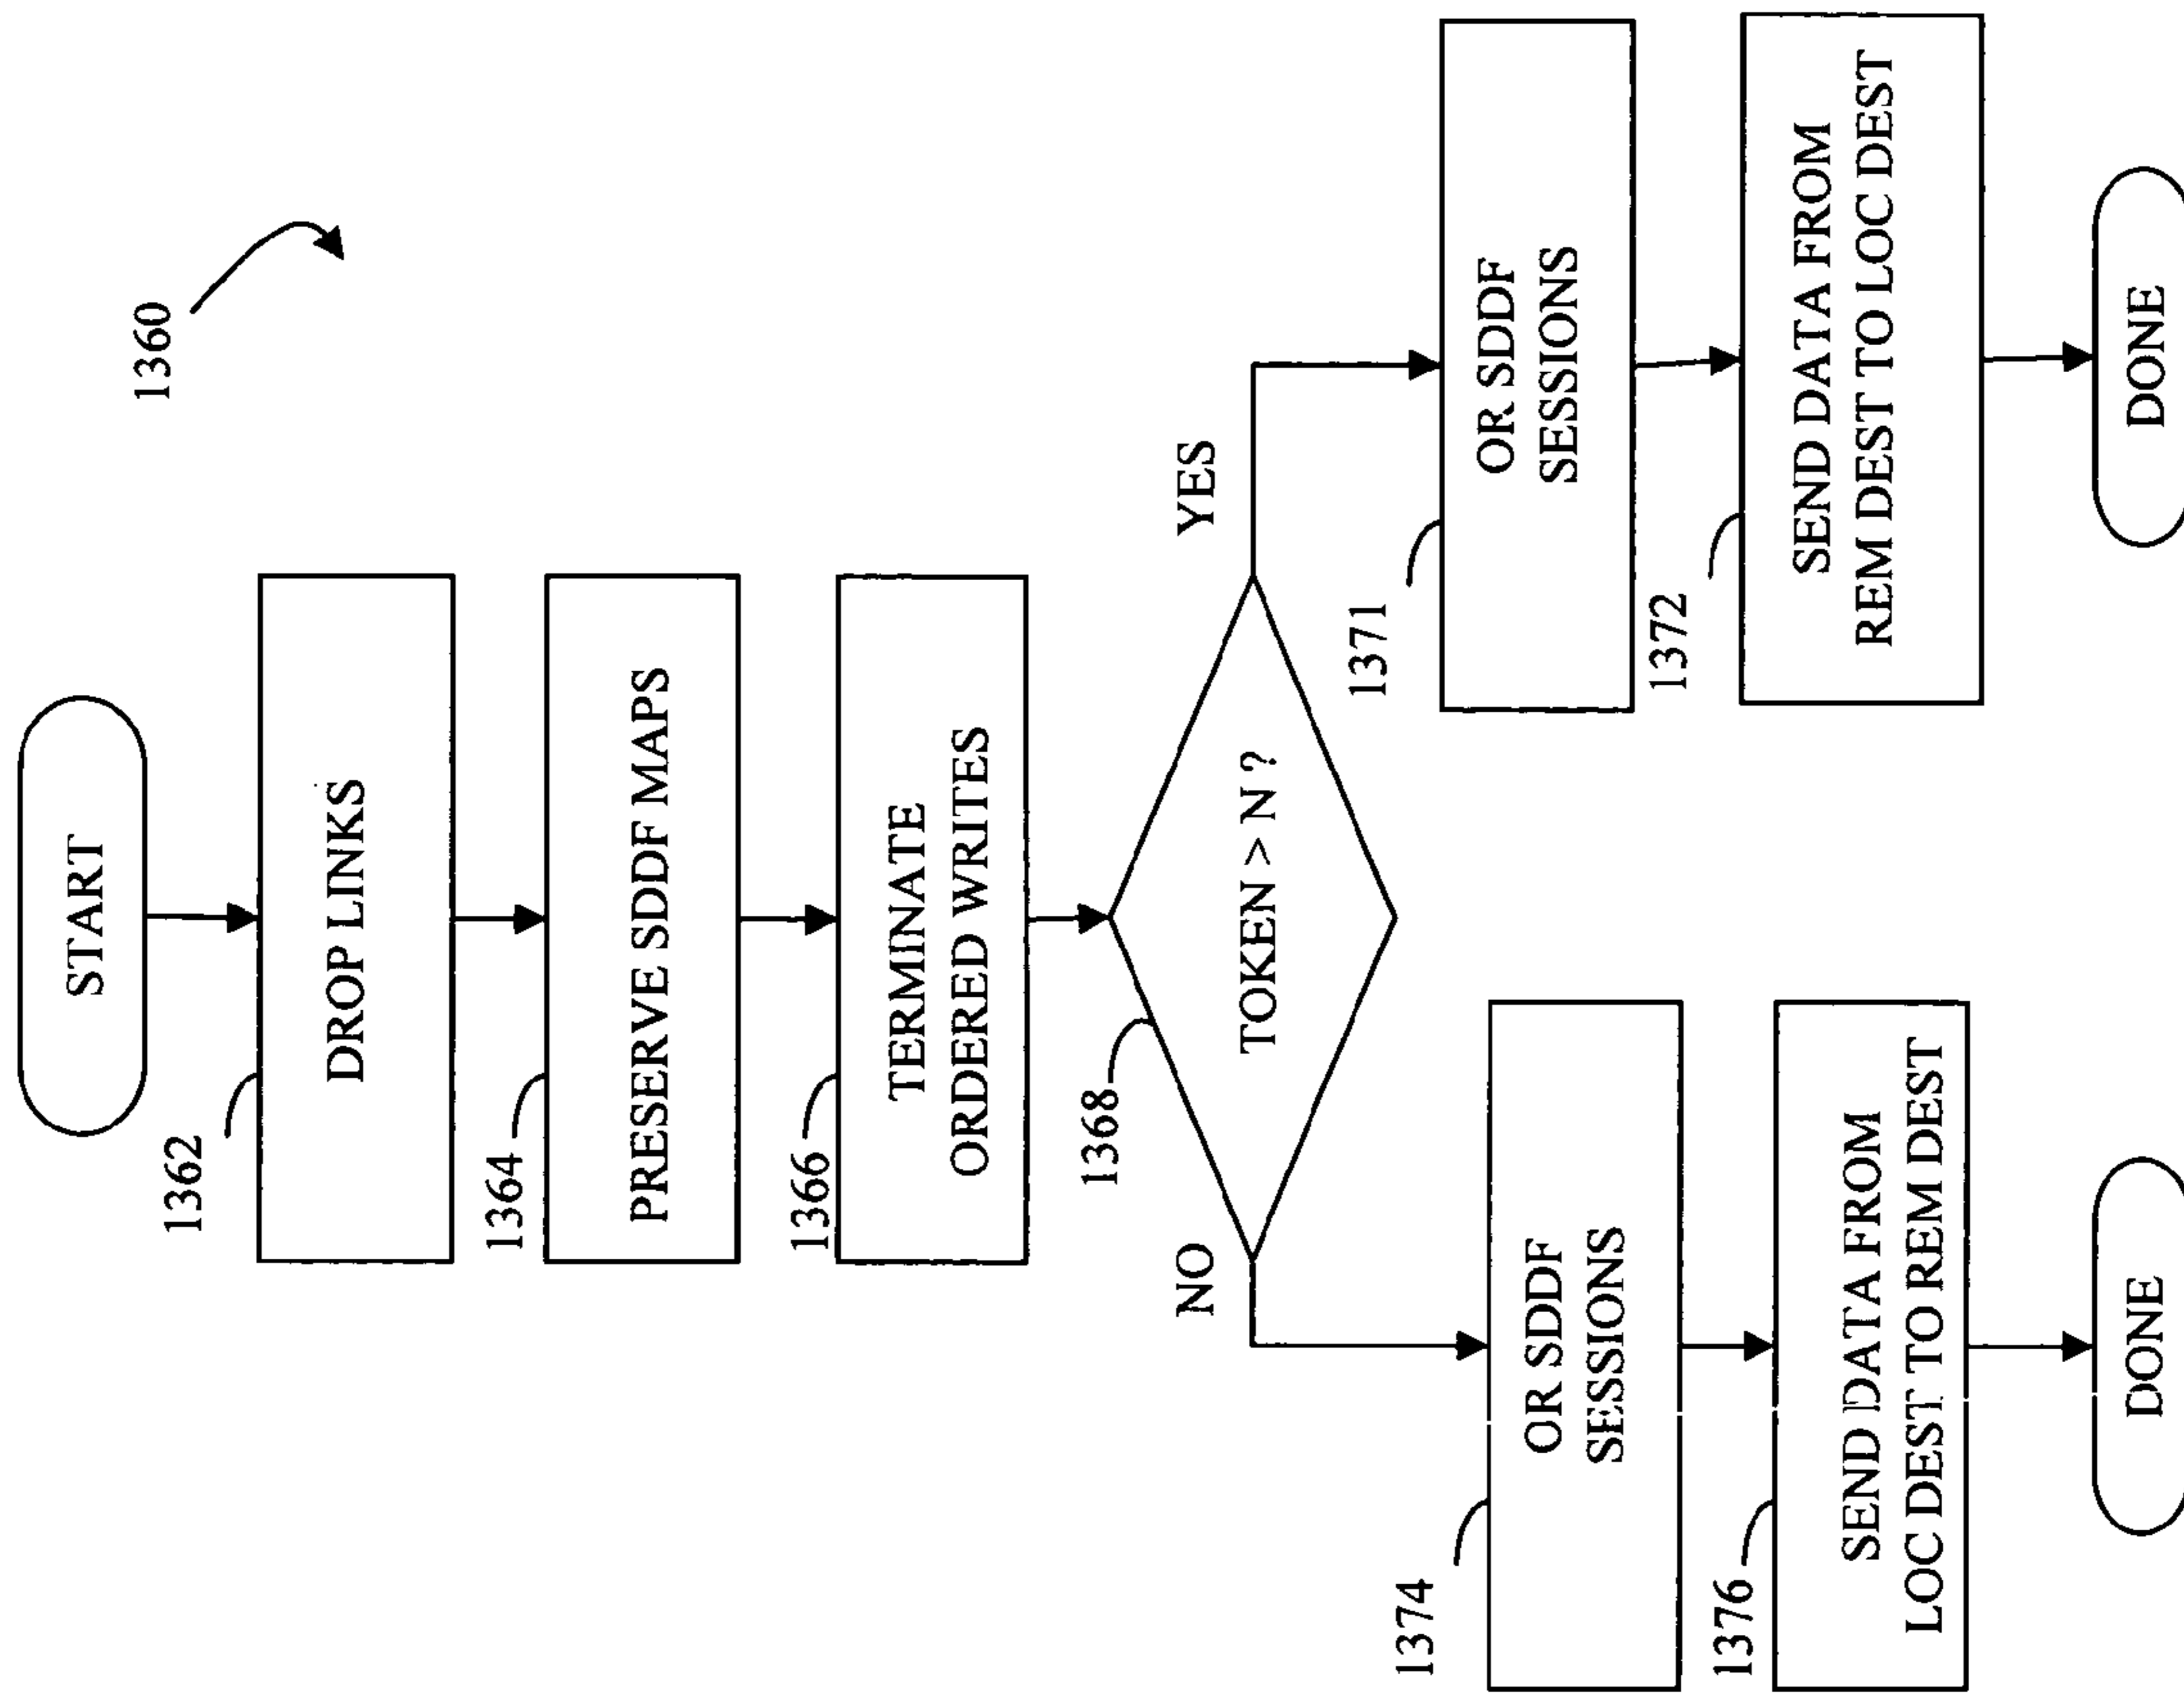 1360
START
1362
DROP LINKS
1364
PRESERVE SDDF MAPS
1366
TERMINATE
ORDERED WRITES
1368
TOKEN > N ?
NO
YES
1374
OR SDDF
SESSIONS
1376
SEND DATA FROM
LOC DEST TO REM DEST
DONE
1371
OR SDDF
SESSIONS
1372
SEND DATA FROM
REM DEST TO LOC DEST
DONE